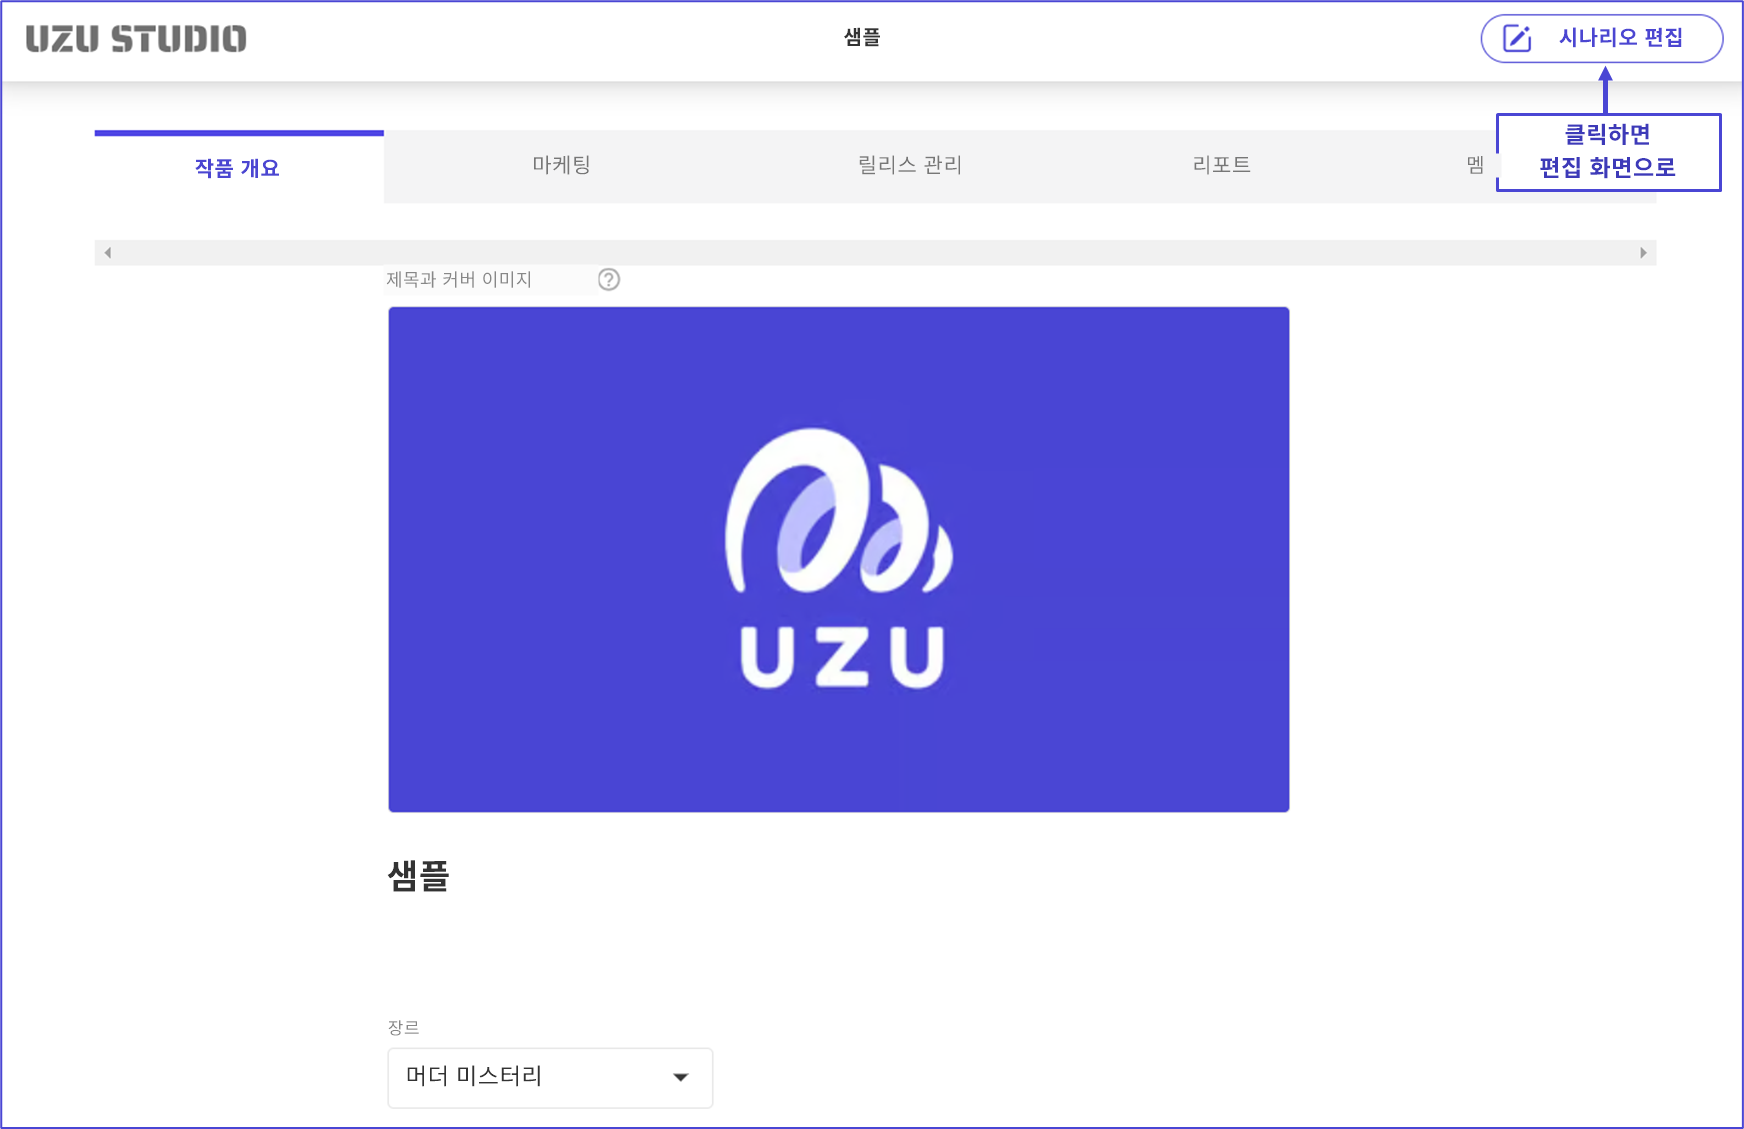 UZU STUDIO
샘플
시나리오 편집
클릭하면
편집 화면으로
작품 개요
마케팅
릴리스 관리
리포트
멤
제목과 커버 이미지
?
UZU
샘플
장르
머더 미스터리